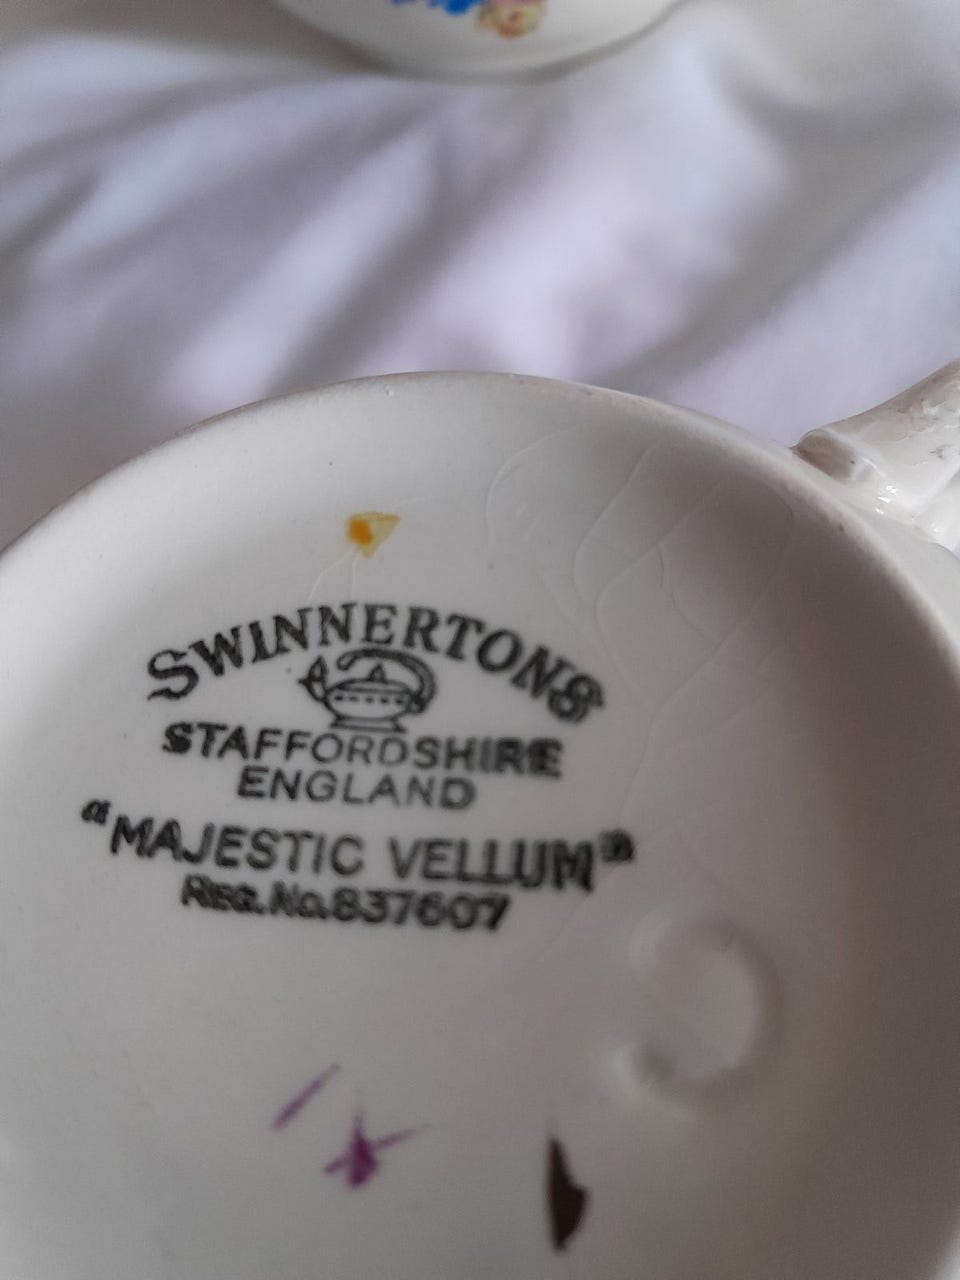 SWINNERTONS
STAFFORDSHIRE
ENGLAND
"MAJESTIC VELLUM"
REG. No. 837607